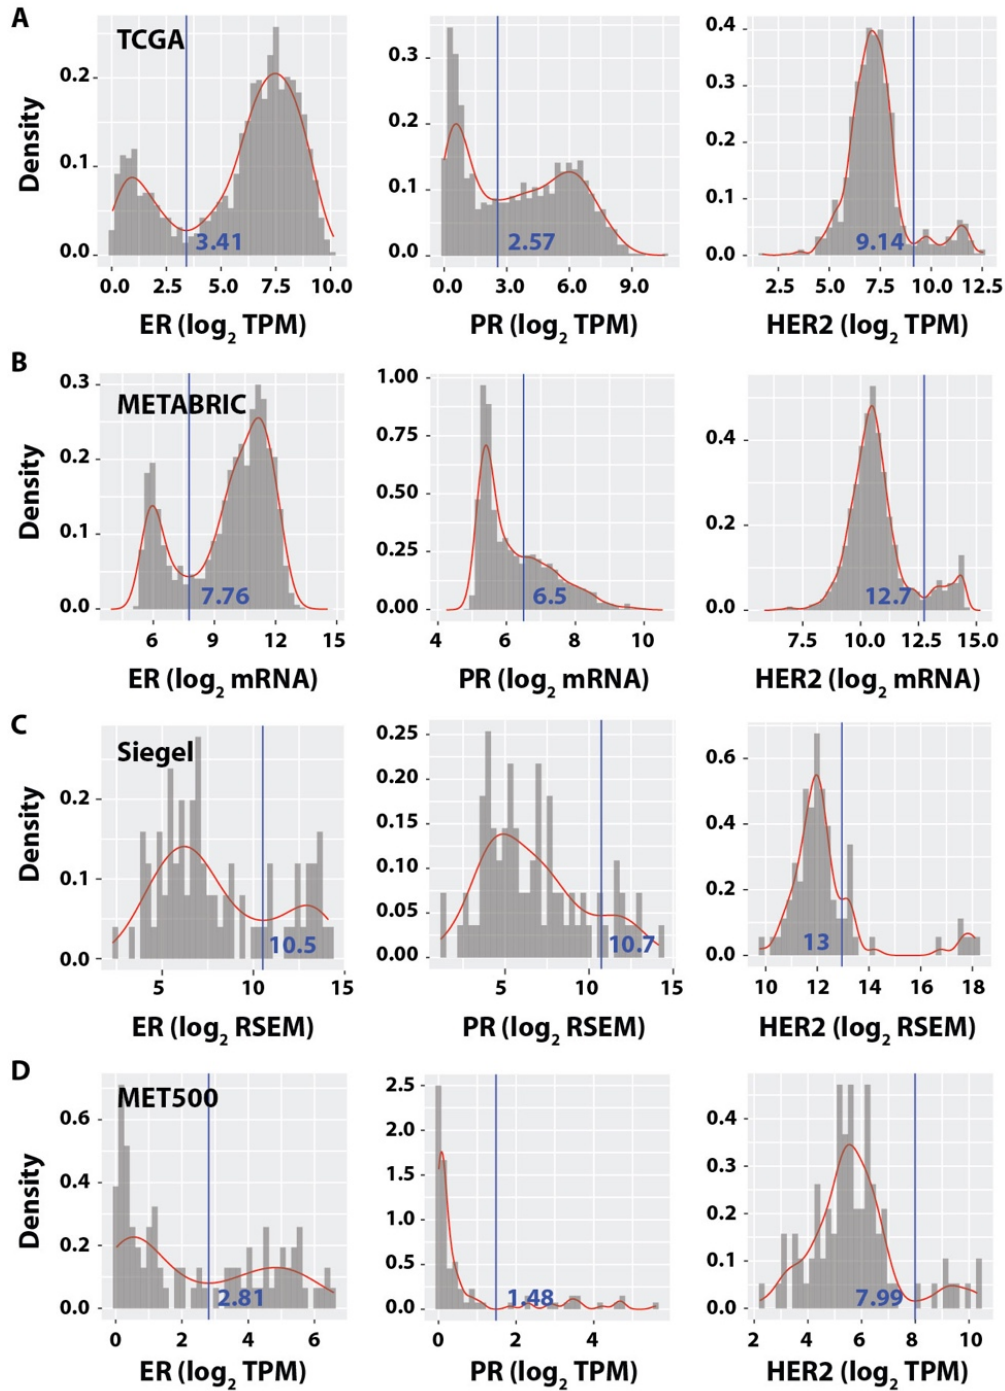 A
TCGA
Density
0.2
0.1
0.0
3.41
0.0 2.5 5.0 7.5 10.0
ER (log2 TPM)
0.3
0.2
0.1
0.0
2.57
0.0 3.0 6.0 9.0
PR (log2 TPM)
0.4
0.3
0.2
0.1
0.0
9.14
2.5 5.0 7.5 10.0 12.5
HER2 (log2 TPM)
B
METABRIC
Density
0.3
0.2
0.1
0.0
7.76
6 9 12 15
ER (log2 mRNA)
1.00
0.75
0.50
0.25
0.00
6.5
4 6 8 10
PR (log2 mRNA)
0.4
0.2
0.0
12.7
7.5 10.0 12.5 15.0
HER2 (log2 mRNA)
C
Siegel
Density
0.2
0.1
0.0
10.5
5 10 15
ER (log2 RSEM)
0.25
0.20
0.15
0.10
0.05
0.00
10.7
5 10 15
PR (log2 RSEM)
0.6
0.4
0.2
0.0
13
10 12 14 16 18
HER2 (log2 RSEM)
D
MET500
Density
0.6
0.4
0.2
0.0
2.81
0 2 4 6
ER (log2 TPM)
2.5
2.0
1.5
1.0
0.5
0.0
1.48
0 2 4
PR (log2 TPM)
0.4
0.3
0.2
0.1
0.0
7.99
2 4 6 8 10
HER2 (log2 TPM)